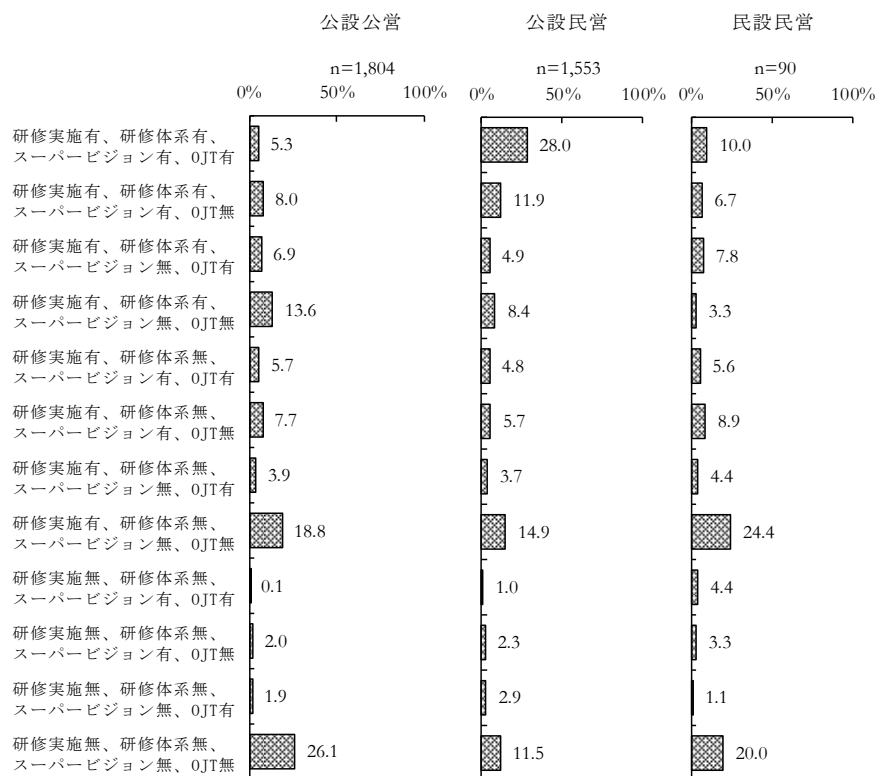 公設公営 公設民営 民設民営
n=1,804 n=1,553 n=90
0% 50% 100% 0% 50% 100% 0% 50% 100%
研修実施有、研修体系有、
スーパービジョン有、OJT有 5.3 28.0 10.0
研修実施有、研修体系有、
スーパービジョン有、OJT無 8.0 11.9 6.7
研修実施有、研修体系有、
スーパービジョン無、OJT有 6.9 4.9 7.8
研修実施有、研修体系有、
スーパービジョン無、OJT無 13.6 8.4 3.3
研修実施有、研修体系無、
スーパービジョン有、OJT有 5.7 4.8 5.6
研修実施有、研修体系無、
スーパービジョン有、OJT無 7.7 5.7 8.9
研修実施有、研修体系無、
スーパービジョン無、OJT有 3.9 3.7 4.4
研修実施有、研修体系無、
スーパービジョン無、OJT無 18.8 14.9 24.4
研修実施無、研修体系無、
スーパービジョン有、OJT有 0.1 1.0 4.4
研修実施無、研修体系無、
スーパービジョン有、OJT無 2.0 2.3 3.3
研修実施無、研修体系無、
スーパービジョン無、OJT有 1.9 2.9 1.1
研修実施無、研修体系無、
スーパービジョン無、OJT無 26.1 11.5 20.0